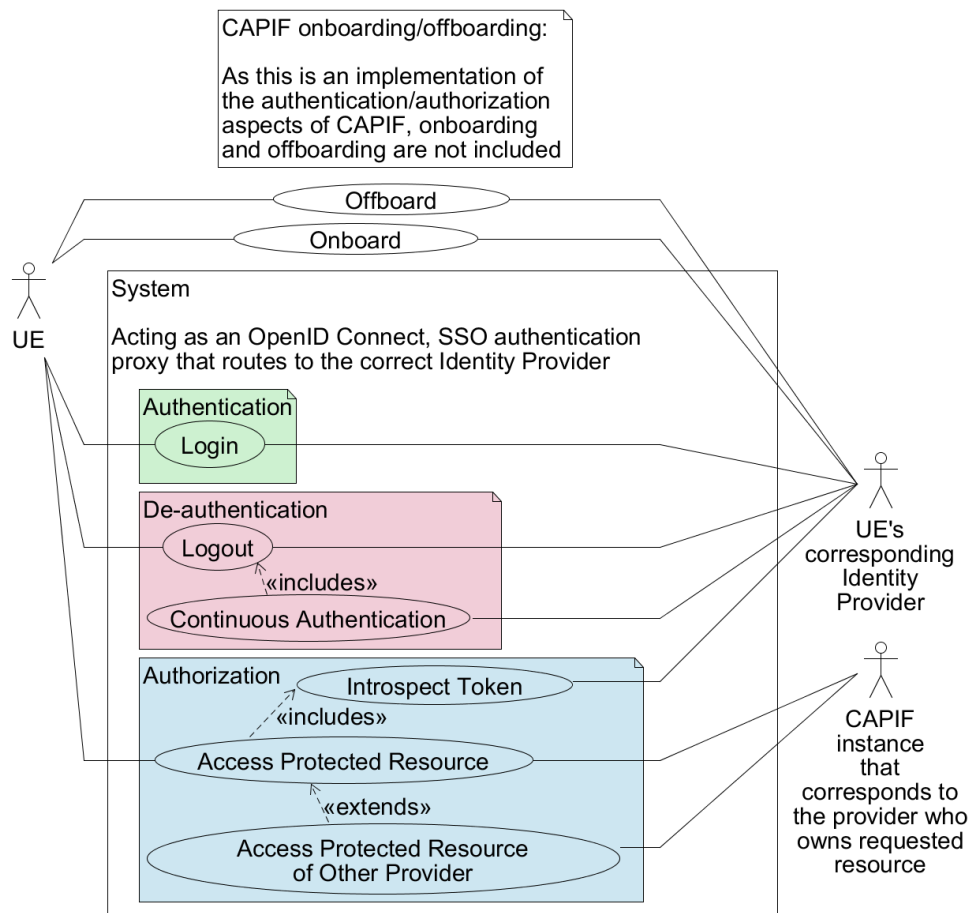 CAPIF onboarding/offboarding:
As this is an implementation of
the authentication/authorization
aspects of CAPIF, onboarding
and offboarding are not included
Offboard
Onboard
UE
System
Acting as an OpenID Connect, SSO authentication
proxy that routes to the correct Identity Provider
Authentication
Login
De-authentication
Logout
«includes»
Continuous Authentication
UE's
corresponding
Identity
Provider
Authorization
Introspect Token
«includes»
Access Protected Resource
«extends»
Access Protected Resource
of Other Provider
CAPIF
instance
that
corresponds to
the provider who
owns requested
resource